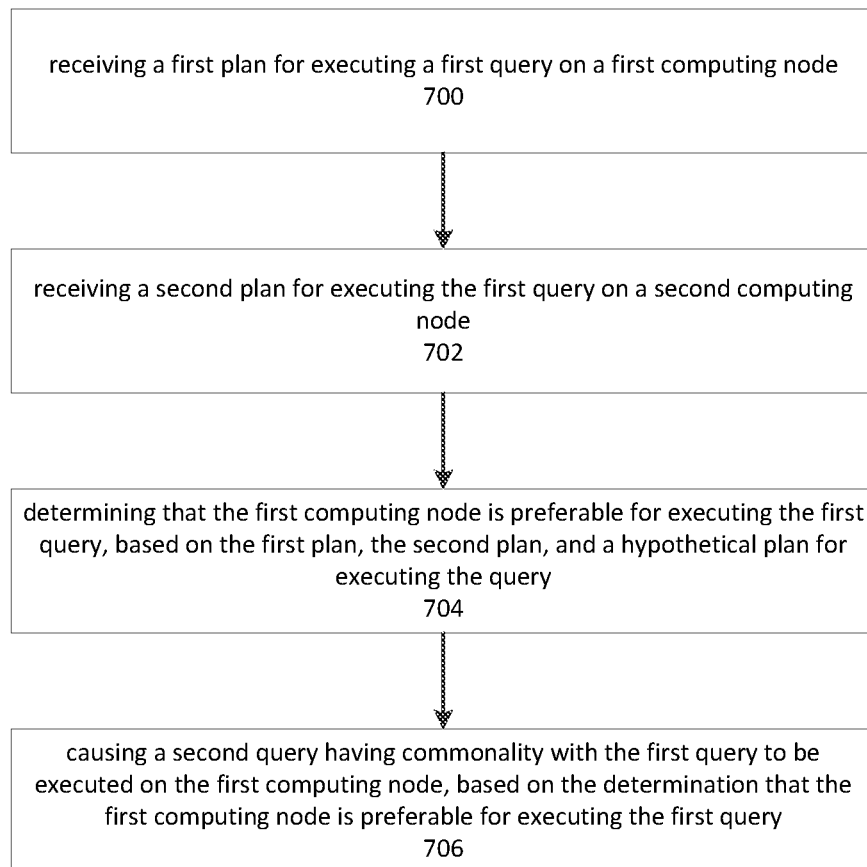 receiving a first plan for executing a first query on a first computing node
700
receiving a second plan for executing the first query on a second computing
node
702
determining that the first computing node is preferable for executing the first
query, based on the first plan, the second plan, and a hypothetical plan for
executing the query
704
causing a second query having commonality with the first query to be
executed on the first computing node, based on the determination that the
first computing node is preferable for executing the first query
706